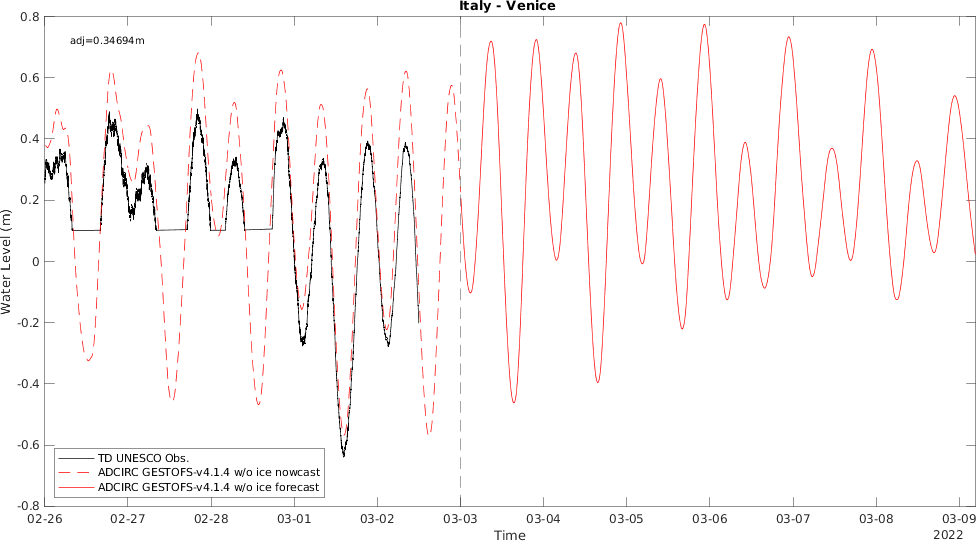 Italy - Venice
adj=0.34694m
0.8
0.6
0.4
0.2
0
-0.2
-0.4
-0.6
-0.8
Water Level (m)
TD UNESCO Obs.
ADCIRC GESTOFS-v4.1.4 w/o ice nowcast
ADCIRC GESTOFS-v4.1.4 w/o ice forecast
02-26 02-27 02-28 03-01 03-02 03-03 03-04 03-05 03-06 03-07 03-08 03-09
Time
2022